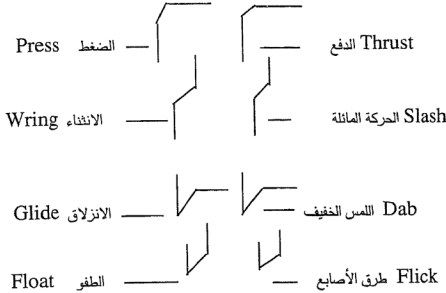 Press الضغط
الدفع Thrust
Wring الانثناء
الحركة المائلة Slash
Glide الانزلاق
اللمس الخفيف Dab
Float الطفو
طرق الأصابع Flick